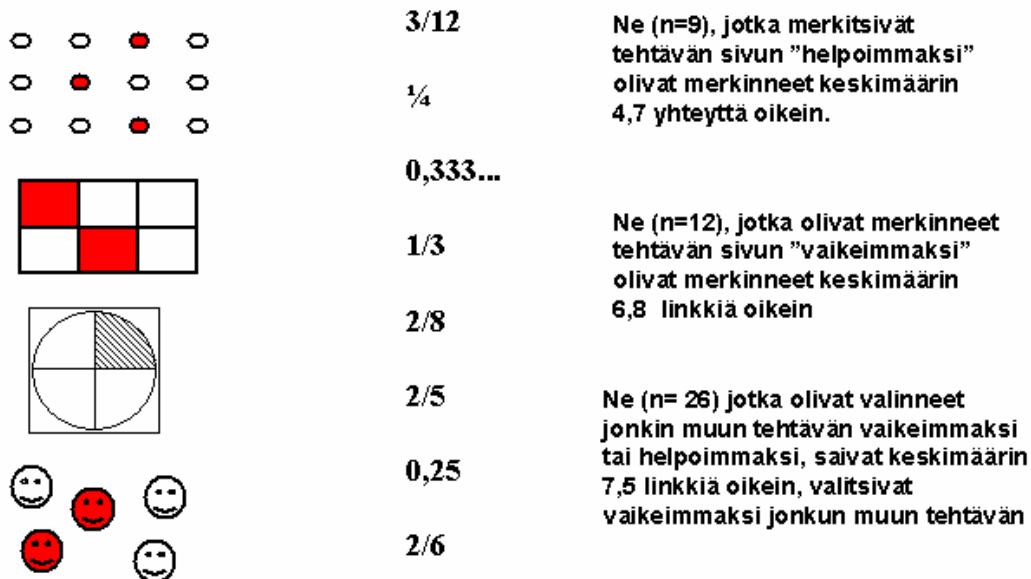 3/12
¼
0,333...
1/3
2/8
2/5
0,25
2/6
Ne (n=9), jotka merkitsivät
tehtävän sivun ”helpoimmaksi”
olivat merkinneet keskimäärin
4,7 yhteyttä oikein.
Ne (n=12), jotka olivat merkinneet
tehtävän sivun ”vaikeimmaksi”
olivat merkinneet keskimäärin
6,8 linkkiä oikein
Ne (n= 26) jotka olivat valinneet
jonkin muun tehtävän vaikeimmaksi
tai helpoimmaksi, saivat keskimäärin
7,5 linkkiä oikein, valitsivat
vaikeimmaksi jonkun muun tehtävän